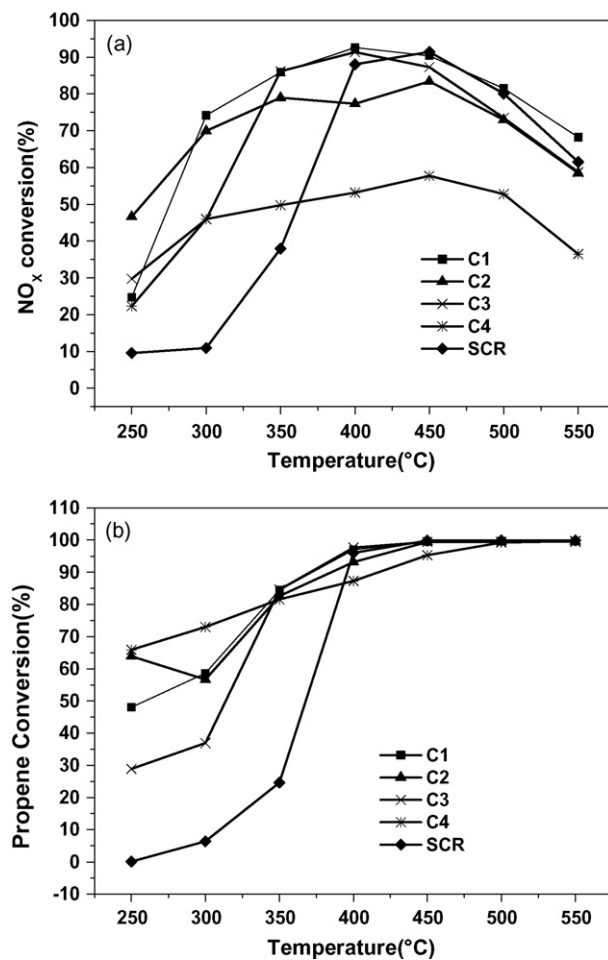 (a)
100
90
80
70
60
50
40
30
20
10
0
NOX conversion(%)
C1
C2
C3
C4
SCR
250 300 350 400 450 500 550
Temperature(°C)
(b)
110
100
90
80
70
60
50
40
30
20
10
0
-10
Propene Conversion(%)
C1
C2
C3
C4
SCR
250 300 350 400 450 500 550
Temperature(°C)